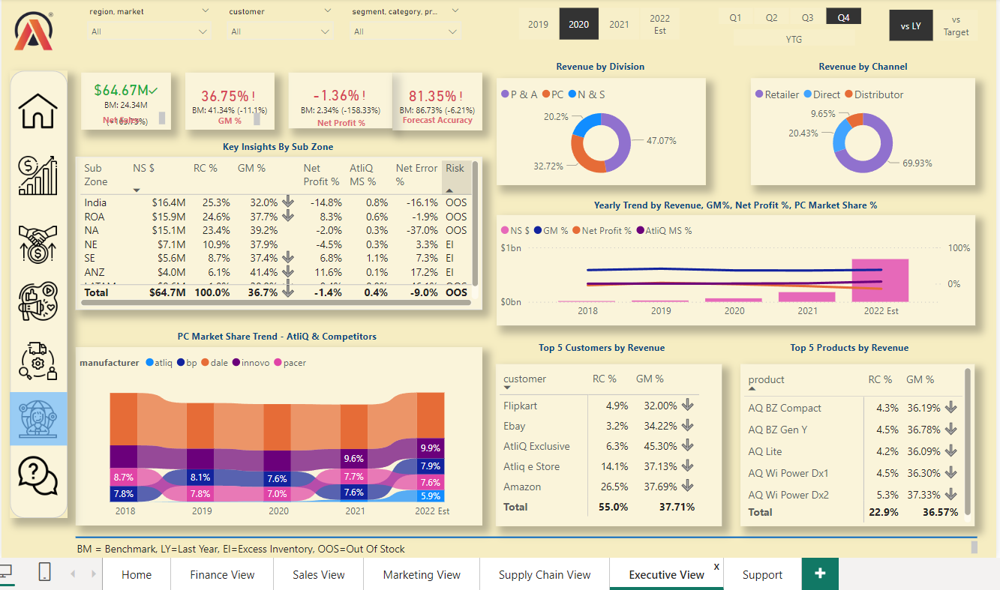 region, market
customer
segment, category, pr...
All
All
All
2019
2020
2021
2022
Est
Q1
Q2
Q3
Q4
YTG
vs LY
vs
Target
$64.67M
BM: 24.34M
Net Sales
36.75% !
BM: 41.34% (-11.1%)
GM %
-1.36% !
BM: 2.34% (-158.33%)
Net Profit %
81.35% !
BM: 86.73% (-6.21%)
Forecast Accuracy
Revenue by Division
P & A PC N & S
20.2%
47.07%
32.72%
Revenue by Channel
Retailer Direct Distributor
9.65%
20.43%
69.93%
Key Insights By Sub Zone
Sub Zone NS $ RC % GM % Net Profit % AtliQ MS % Net Error % Risk
India $16.4M 25.3% 32.0% -14.8% 0.8% -16.1% OOS
ROA $15.9M 24.6% 37.7% 8.3% 0.6% -1.9% OOS
NA $15.1M 23.4% 39.2% -2.0% 0.3% -37.0% OOS
NE $7.1M 10.9% 37.9% -4.5% 0.3% 3.3% EI
SE $5.6M 8.7% 37.4% 6.8% 1.1% 7.3% EI
ANZ $4.0M 6.1% 41.4% 11.6% 0.1% 17.2% EI
Total $64.7M 100.0% 36.7% -1.4% 0.4% -9.0% OOS
Yearly Trend by Revenue, GM%, Net Profit %, PC Market Share %
NS $ GM % Net Profit % AtliQ MS %
$1bn
100%
0%
$0bn
2018 2019 2020 2021 2022 Est
PC Market Share Trend - AtliQ & Competitors
manufacturer atliq bp dale innovo pacer
8.7%
7.8%
8.1%
7.8%
7.6%
7.0%
9.6%
7.7%
7.6%
9.9%
7.9%
7.6%
5.9%
2018 2019 2020 2021 2022 Est
Top 5 Customers by Revenue
customer RC % GM %
Flipkart 4.9% 32.00%
Ebay 3.2% 34.22%
AtliQ Exclusive 6.3% 45.30%
Atliq e Store 14.1% 37.13%
Amazon 26.5% 37.69%
Total 55.0% 37.71%
Top 5 Products by Revenue
product RC % GM %
AQ BZ Compact 4.3% 36.19%
AQ BZ Gen Y 4.5% 36.78%
AQ Lite 4.2% 36.09%
AQ Wi Power Dx1 4.5% 36.30%
AQ Wi Power Dx2 5.3% 37.33%
Total 22.9% 36.57%
BM = Benchmark, LY=Last Year, EI=Excess Inventory, OOS=Out Of Stock
Home
Finance View
Sales View
Marketing View
Supply Chain View
Executive View
x
Support
+